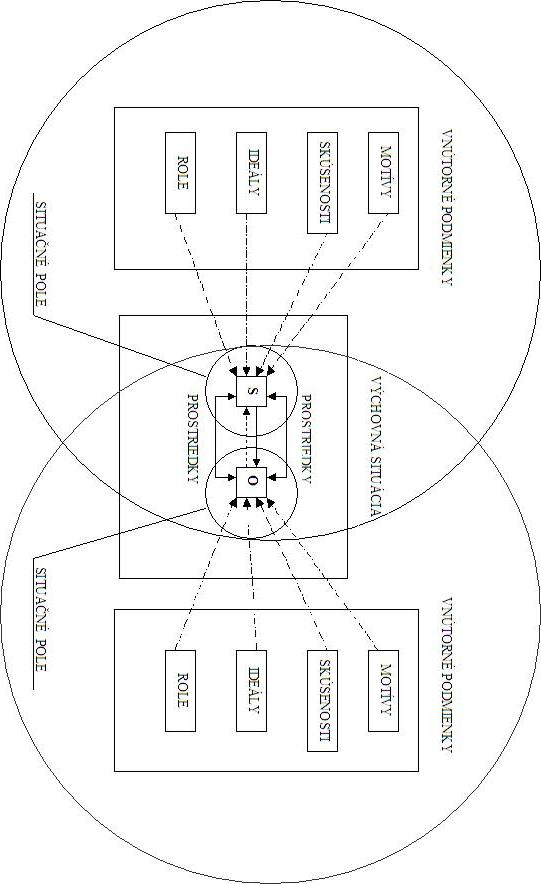 VNÚTORNÉ PODMIENKY
VNÚTORNÉ PODMIENKY
MOTÍVY
VÝCHOVNÁ SITUÁCIA
MOTÍVY
SKÚSENOSTI
PROSTRIEDKY
SKÚSENOSTI
IDEÁLY
S
O
IDEÁLY
ROLE
PROSTRIEDKY
ROLE
SITUAČNÉ POLE
SITUAČNÉ POLE